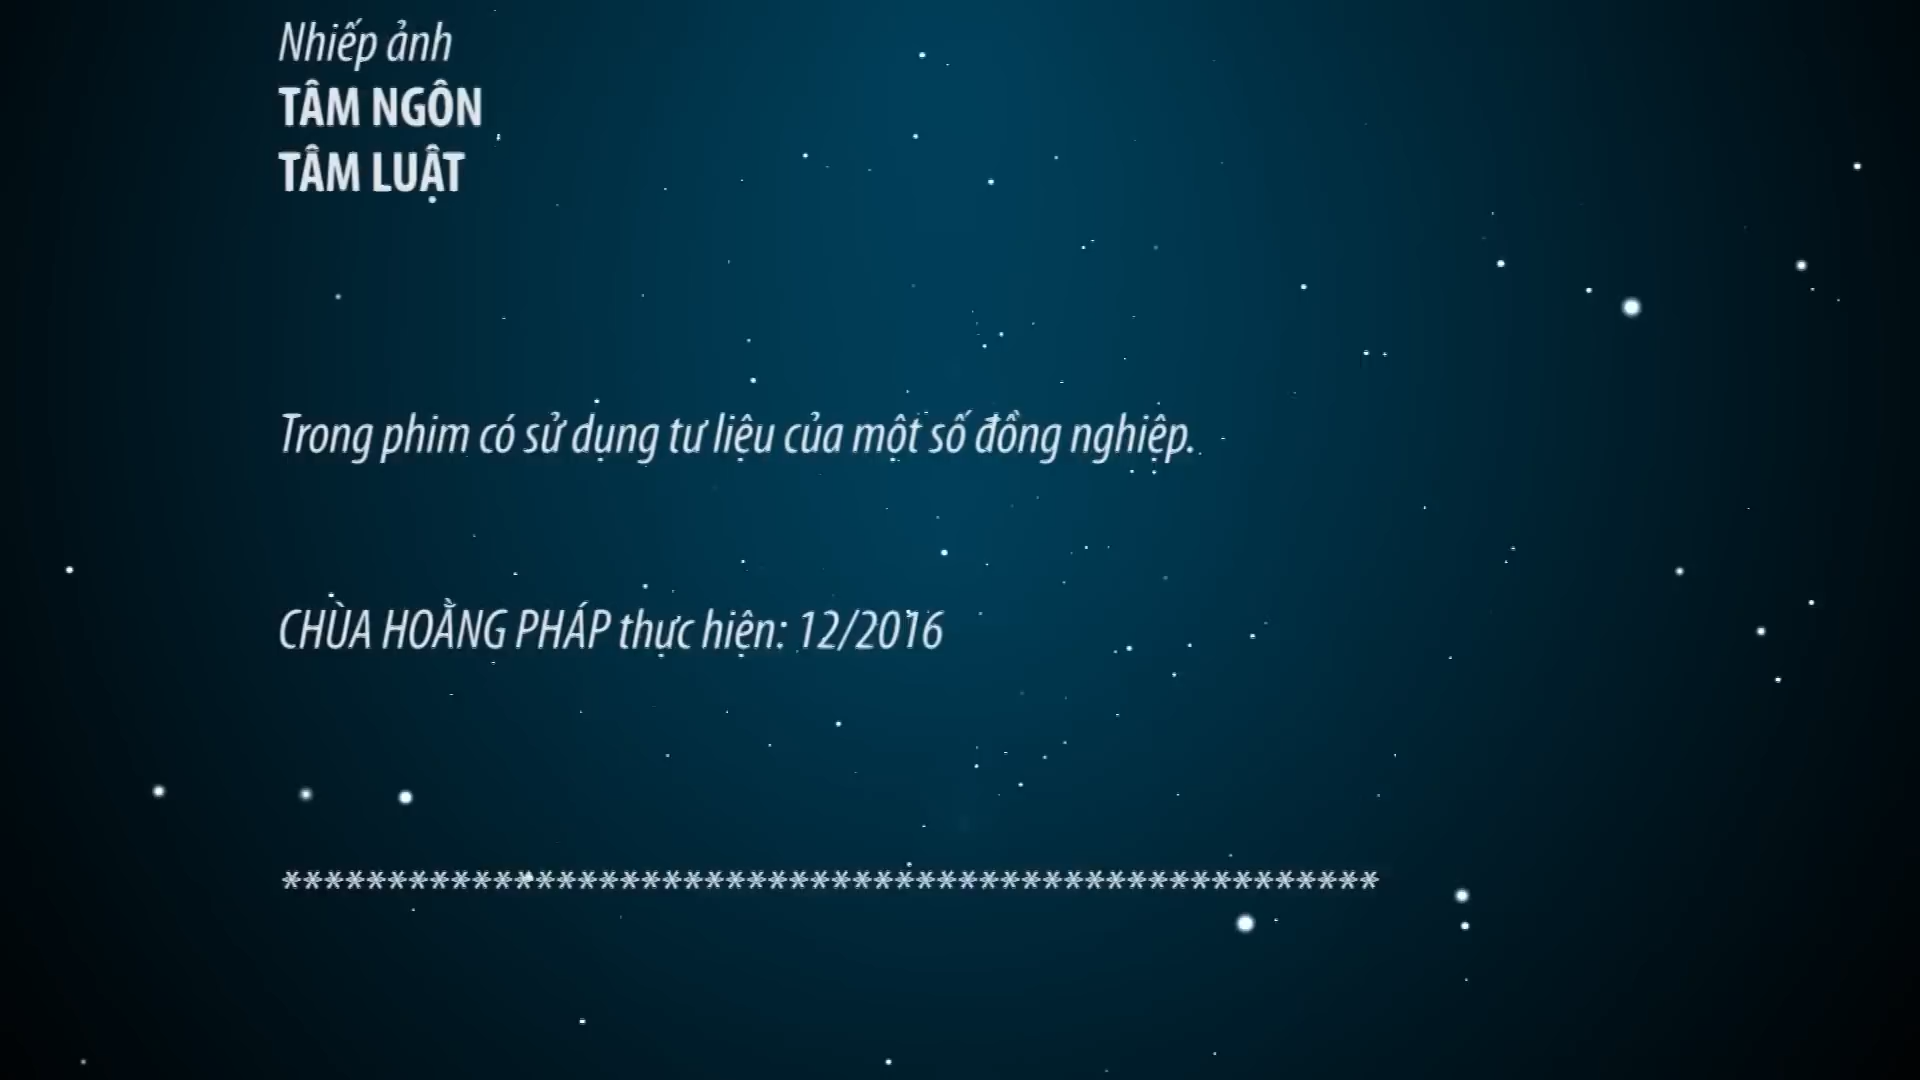 Nhiếp ảnh
TÂM NGÔN
TÂM LUẬT
Trong phim có sử dụng tư liệu của một số đồng nghiệp.
CHÙA HOẰNG PHÁP thực hiện: 12/2016
****************************************************